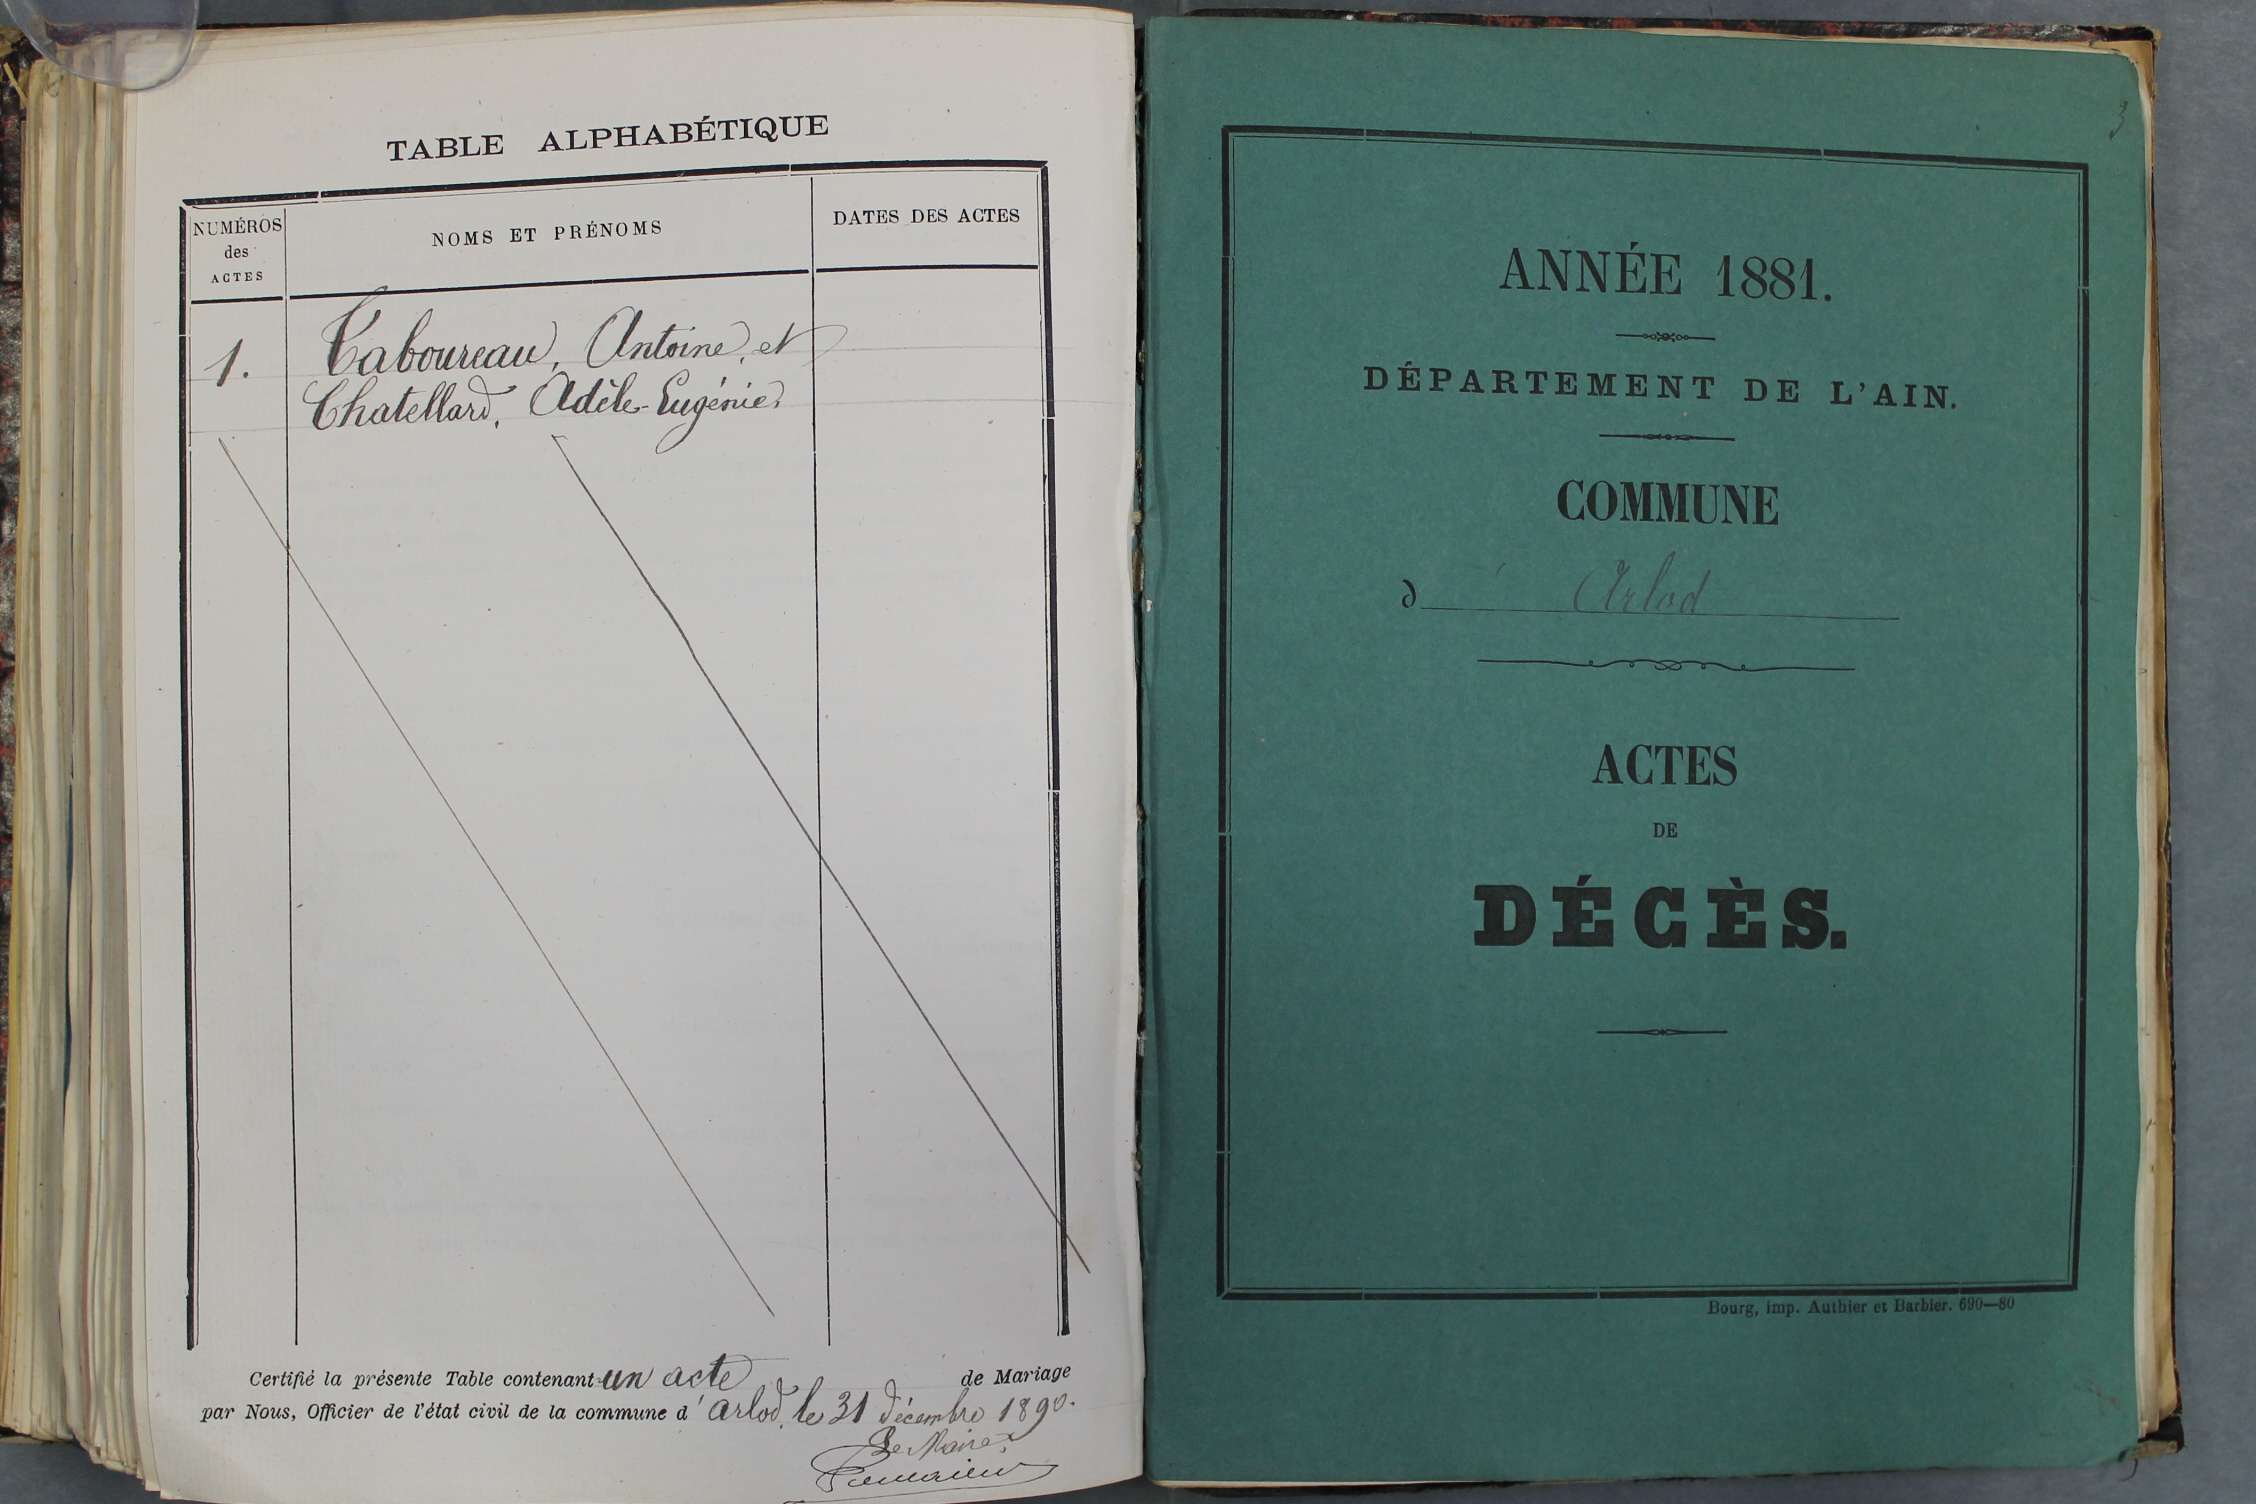 TABLE ALPHABÉTIQUE
NUMÉROS
des
ACTES
NOMS ET PRÉNOMS
DATES DES ACTES
1.
Taboureau, Antoine, et
Chatellard, Adèle-Eugénie.
Certifié la présente Table contenant un acte de Mariage
par Nous, Officier de l'état civil de la commune d'Arlod, le 31 décembre 1890.
Le Maire,
3
ANNÉE 1881.
DÉPARTEMENT DE L'AIN.
COMMUNE
d' Arlod
ACTES
DE
DÉCÈS.
Bourg, imp. Authier et Barbier. 690—80